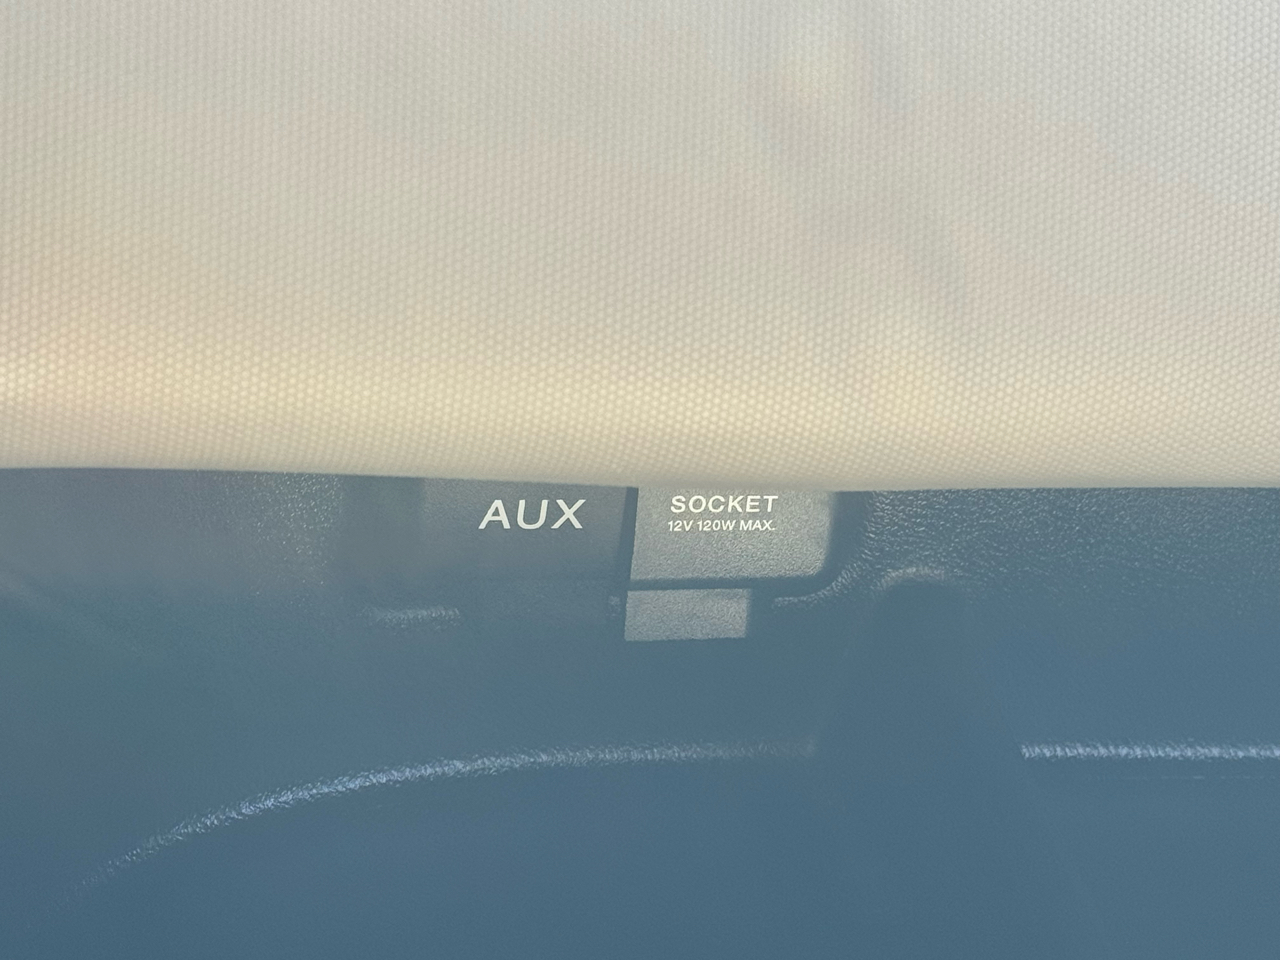 AUX
SOCKET
12V 120W MAX.